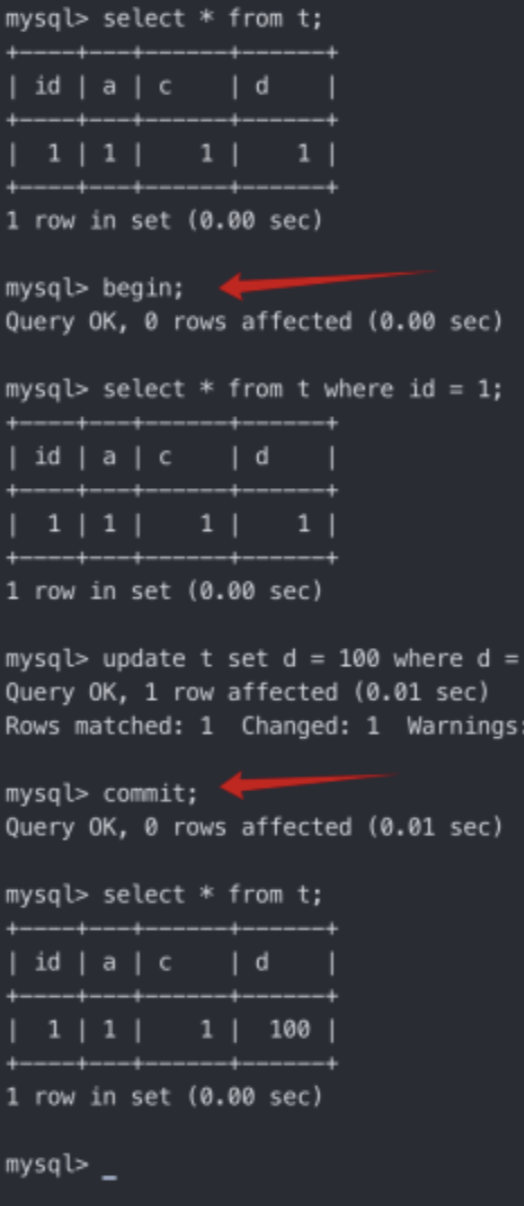 mysql> select * from t;
+----+---+------+------+
| id | a | c    | d    |
+----+---+------+------+
|  1 | 1 |    1 |    1 |
+----+---+------+------+
1 row in set (0.00 sec)
mysql> begin;
Query OK, 0 rows affected (0.00 sec)
mysql> select * from t where id = 1;
+----+---+------+------+
| id | a | c    | d    |
+----+---+------+------+
|  1 | 1 |    1 |    1 |
+----+---+------+------+
1 row in set (0.00 sec)
mysql> update t set d = 100 where d =
Query OK, 1 row affected (0.01 sec)
Rows matched: 1  Changed: 1  Warnings:
mysql> commit;
Query OK, 0 rows affected (0.01 sec)
mysql> select * from t;
+----+---+------+------+
| id | a | c    | d    |
+----+---+------+------+
|  1 | 1 |    1 |  100 |
+----+---+------+------+
1 row in set (0.00 sec)
mysql> _